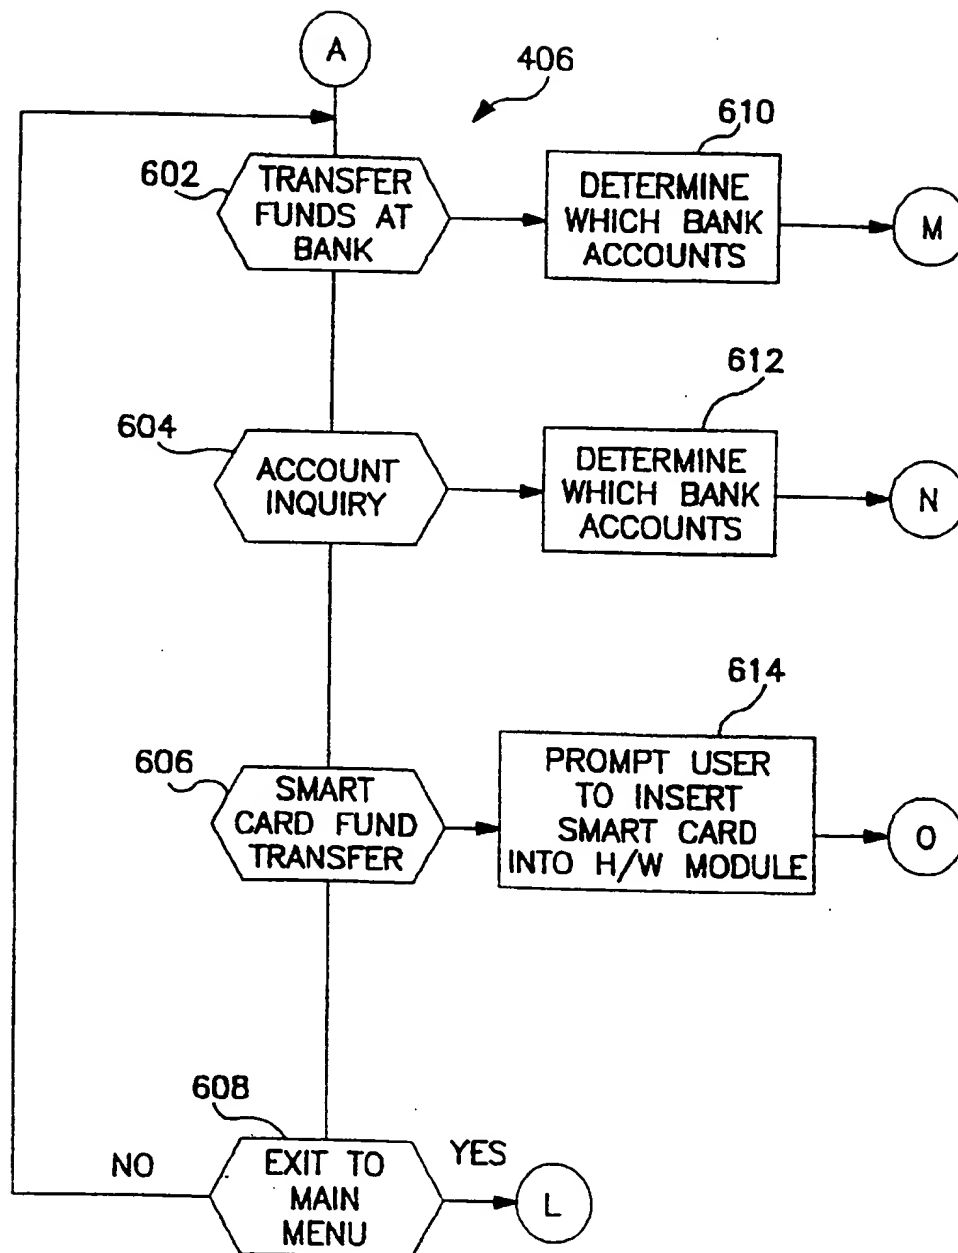 A
406
602
TRANSFER
FUNDS AT
BANK
610
DETERMINE
WHICH BANK
ACCOUNTS
M
604
ACCOUNT
INQUIRY
612
DETERMINE
WHICH BANK
ACCOUNTS
N
606
SMART
CARD FUND
TRANSFER
614
PROMPT USER
TO INSERT
SMART CARD
INTO H/W MODULE
O
608
NO
EXIT TO
MAIN
MENU
YES
L